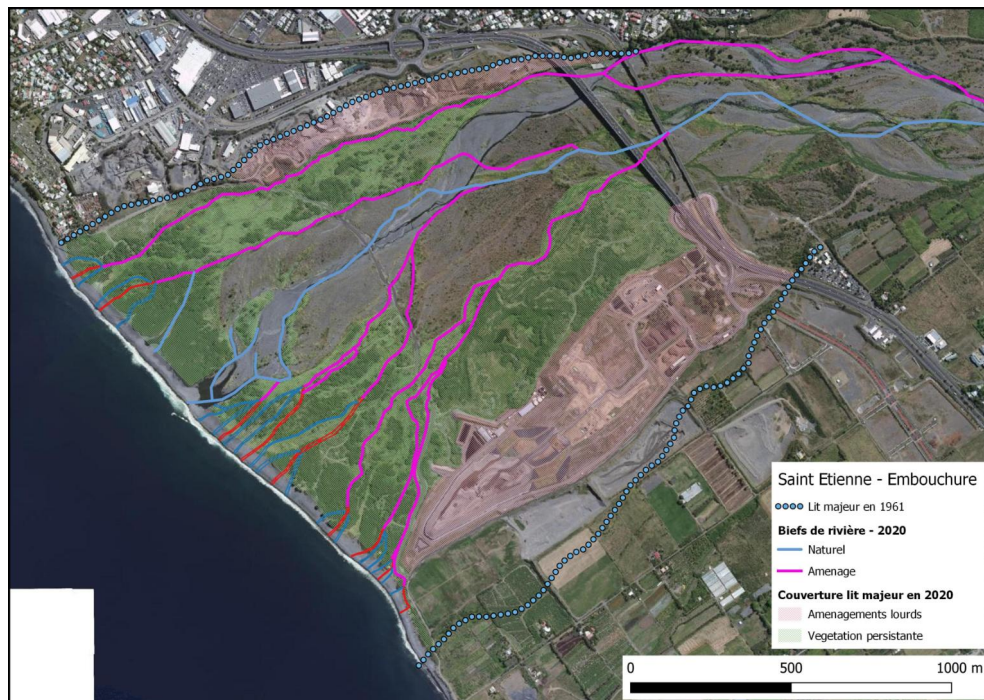 Saint Etienne - Embouchure
Lit majeur en 1961
Biefs de rivière - 2020
Naturel
Amenage
Couverture lit majeur en 2020
Amenagements lourds
Vegetation persistante
0 500 1000 m